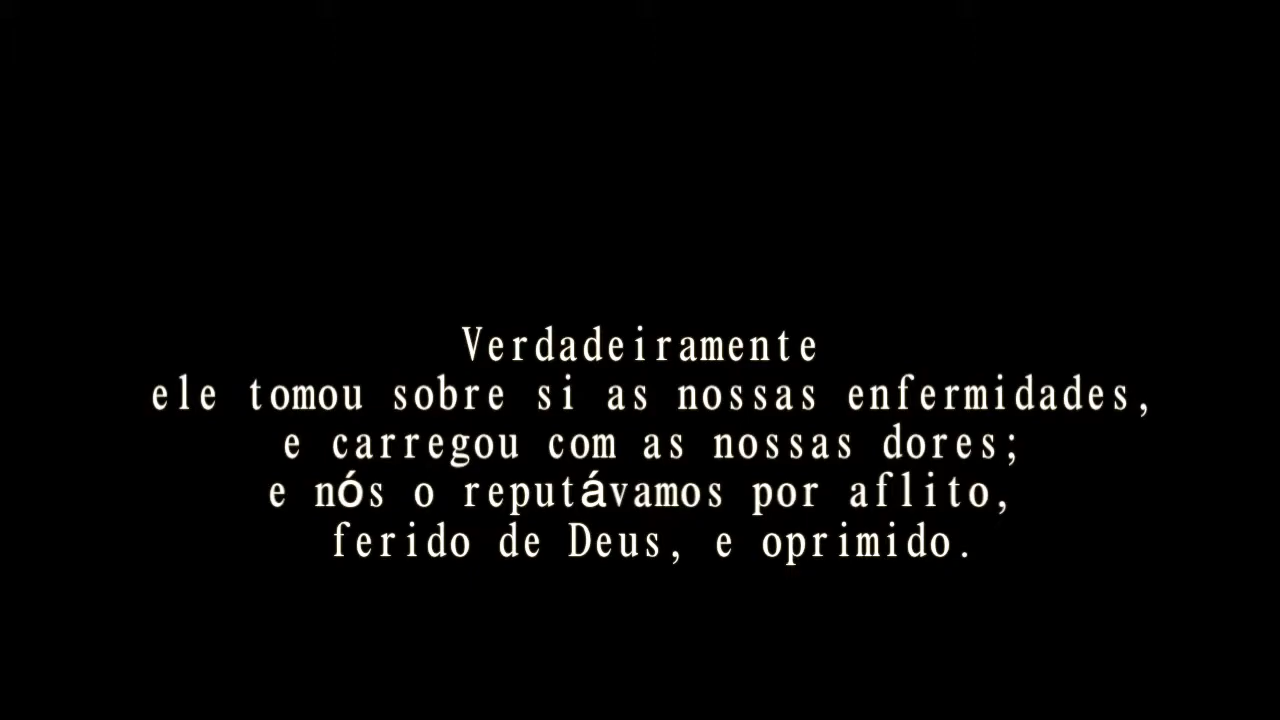 Verdadeiramente
ele tomou sobre si as nossas enfermidades,
e carregou com as nossas dores;
e nós o reputávamos por aflito,
ferido de Deus, e oprimido.